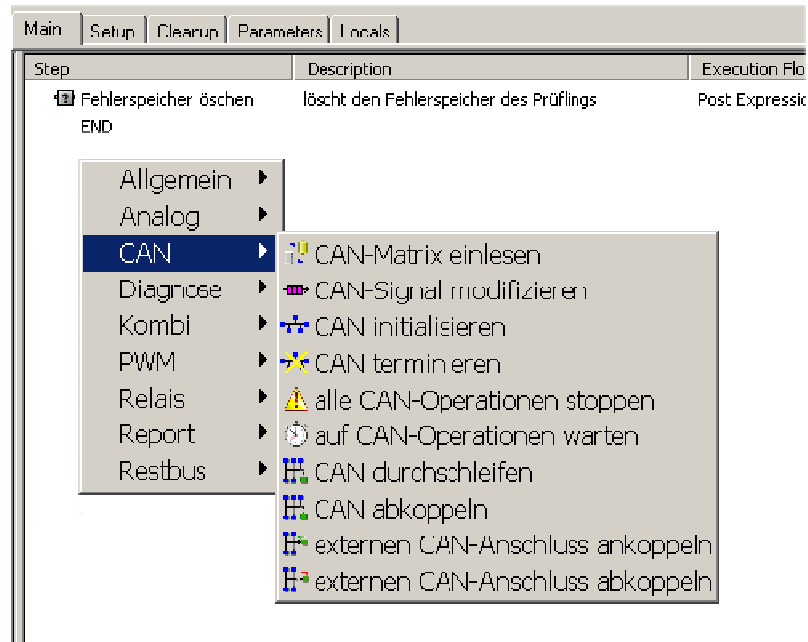 Main Setup Cleanup Parameters Locals
Step Description Execution Flo
Fehlerspeicher öschen löscht den Fehlerspeicher des Prüflings Post Expressio
END
Allgemein
Analog
CAN
Diagnose
Kombi
PWM
Relais
Report
Restbus
CAN-Matrix einlesen
CAN-Signal modifizieren
CAN initialisieren
CAN terminieren
alle CAN-Operationen stoppen
auf CAN-Operationen warten
CAN durchschleifen
CAN abkoppeln
externen CAN-Anschluss ankoppeln
externen CAN-Anschluss abkoppeln